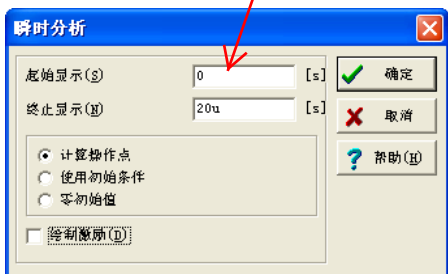 瞬时分析
起始显示(S) 0 [s]
终止显示(N) 20u [s]
计算操作点
使用初始条件
零初始值
绘制激励(D)
确定
取消
帮助(H)